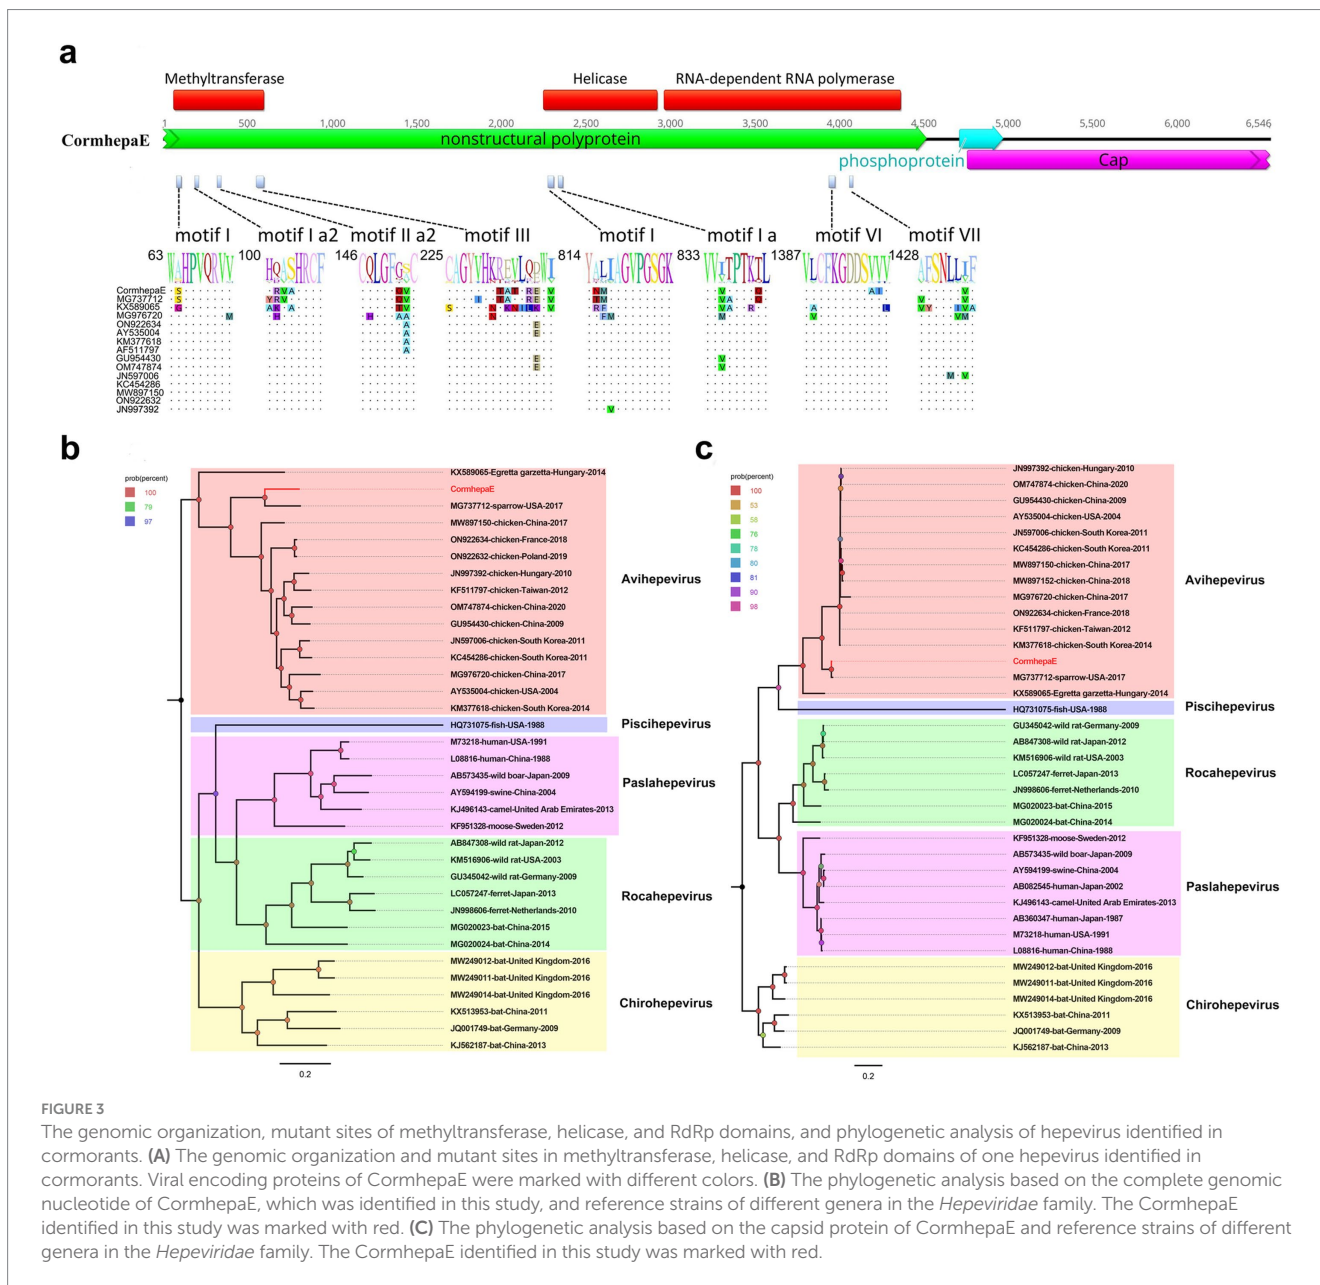 a
Methyltransferase
Helicase
RNA-dependent RNA polymerase
1
500
1,000
1,500
2,000
2,500
3,000
3,500
4,000
4,500
5,000
5,500
6,000
6,546
CormhepaE
nonstructural polyprotein
phosphoprotein
Cap
motif I
motif I a2
motif II a2
motif III
motif I
motif I a
motif VI
motif VII
63
100
146
225
814
833
1387
1428
CormhepaE
MG737712
KX589065
MG976720
ON922634
AY535004
KM377618
AF511797
GU954430
OM747874
JN597006
KC454286
MW897150
ON922632
JN997392
b
prob(percent)
100
79
97
KX589065-Egretta garzetta-Hungary-2014
CormhepaE
MG737712-sparrow-USA-2017
MW897150-chicken-China-2017
ON922634-chicken-France-2018
ON922632-chicken-Poland-2019
JN997392-chicken-Hungary-2010
KF511797-chicken-Taiwan-2012
OM747874-chicken-China-2020
GU954430-chicken-China-2009
JN597006-chicken-South Korea-2011
KC454286-chicken-South Korea-2011
MG976720-chicken-China-2017
AY535004-chicken-USA-2004
KM377618-chicken-South Korea-2014
HQ731075-fish-USA-1988
M73218-human-USA-1991
L08816-human-China-1988
AB573435-wild boar-Japan-2009
AY594199-swine-China-2004
KJ496143-camel-United Arab Emirates-2013
KF951328-moose-Sweden-2012
AB847308-wild rat-Japan-2012
KM516906-wild rat-USA-2003
GU345042-wild rat-Germany-2009
LC057247-ferret-Japan-2013
JN998606-ferret-Netherlands-2010
MG020023-bat-China-2015
MG020024-bat-China-2014
MW249012-bat-United Kingdom-2016
MW249011-bat-United Kingdom-2016
MW249014-bat-United Kingdom-2016
KX513953-bat-China-2011
JQ001749-bat-Germany-2009
KJ562187-bat-China-2013
Avihepevirus
Piscihepevirus
Paslahepevirus
Rocahepevirus
Chirohepevirus
0.2
c
prob(percent)
100
53
58
76
78
80
81
90
98
JN997392-chicken-Hungary-2010
OM747874-chicken-China-2020
GU954430-chicken-China-2009
AY535004-chicken-USA-2004
JN597006-chicken-South Korea-2011
KC454286-chicken-South Korea-2011
MW897150-chicken-China-2017
MW897152-chicken-China-2018
MG976720-chicken-China-2017
ON922634-chicken-France-2018
KF511797-chicken-Taiwan-2012
KM377618-chicken-South Korea-2014
CormhepaE
MG737712-sparrow-USA-2017
KX589065-Egretta garzetta-Hungary-2014
HQ731075-fish-USA-1988
GU345042-wild rat-Germany-2009
AB847308-wild rat-Japan-2012
KM516906-wild rat-USA-2003
LC057247-ferret-Japan-2013
JN998606-ferret-Netherlands-2010
MG020023-bat-China-2015
MG020024-bat-China-2014
KF951328-moose-Sweden-2012
AB573435-wild boar-Japan-2009
AY594199-swine-China-2004
AB082545-human-Japan-2002
KJ496143-camel-United Arab Emirates-2013
AB360347-human-Japan-1987
M73218-human-USA-1991
L08816-human-China-1988
MW249012-bat-United Kingdom-2016
MW249011-bat-United Kingdom-2016
MW249014-bat-United Kingdom-2016
KX513953-bat-China-2011
JQ001749-bat-Germany-2009
KJ562187-bat-China-2013
Avihepevirus
Piscihepevirus
Rocahepevirus
Paslahepevirus
Chirohepevirus
0.2
FIGURE 3
The genomic organization, mutant sites of methyltransferase, helicase, and RdRp domains, and phylogenetic analysis of hepevirus identified in
cormorants. (A) The genomic organization and mutant sites in methyltransferase, helicase, and RdRp domains of one hepevirus identified in
cormorants. Viral encoding proteins of CormhepaE were marked with different colors. (B) The phylogenetic analysis based on the complete genomic
nucleotide of CormhepaE, which was identified in this study, and reference strains of different genera in the Hepeviridae family. The CormhepaE
identified in this study was marked with red. (C) The phylogenetic analysis based on the capsid protein of CormhepaE and reference strains of different
genera in the Hepeviridae family. The CormhepaE identified in this study was marked with red.